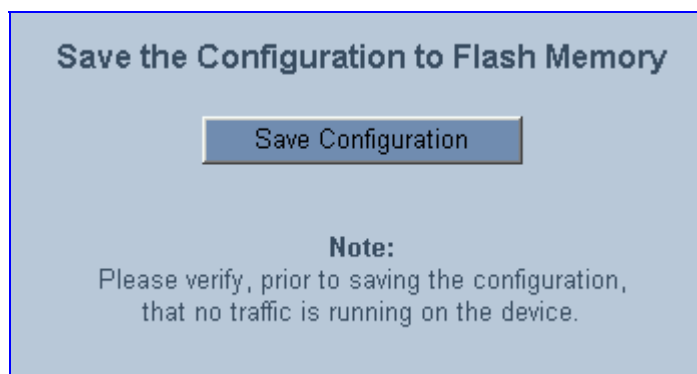 Save the Configuration to Flash Memory
Save Configuration
Note:
Please verify, prior to saving the configuration,
that no traffic is running on the device.